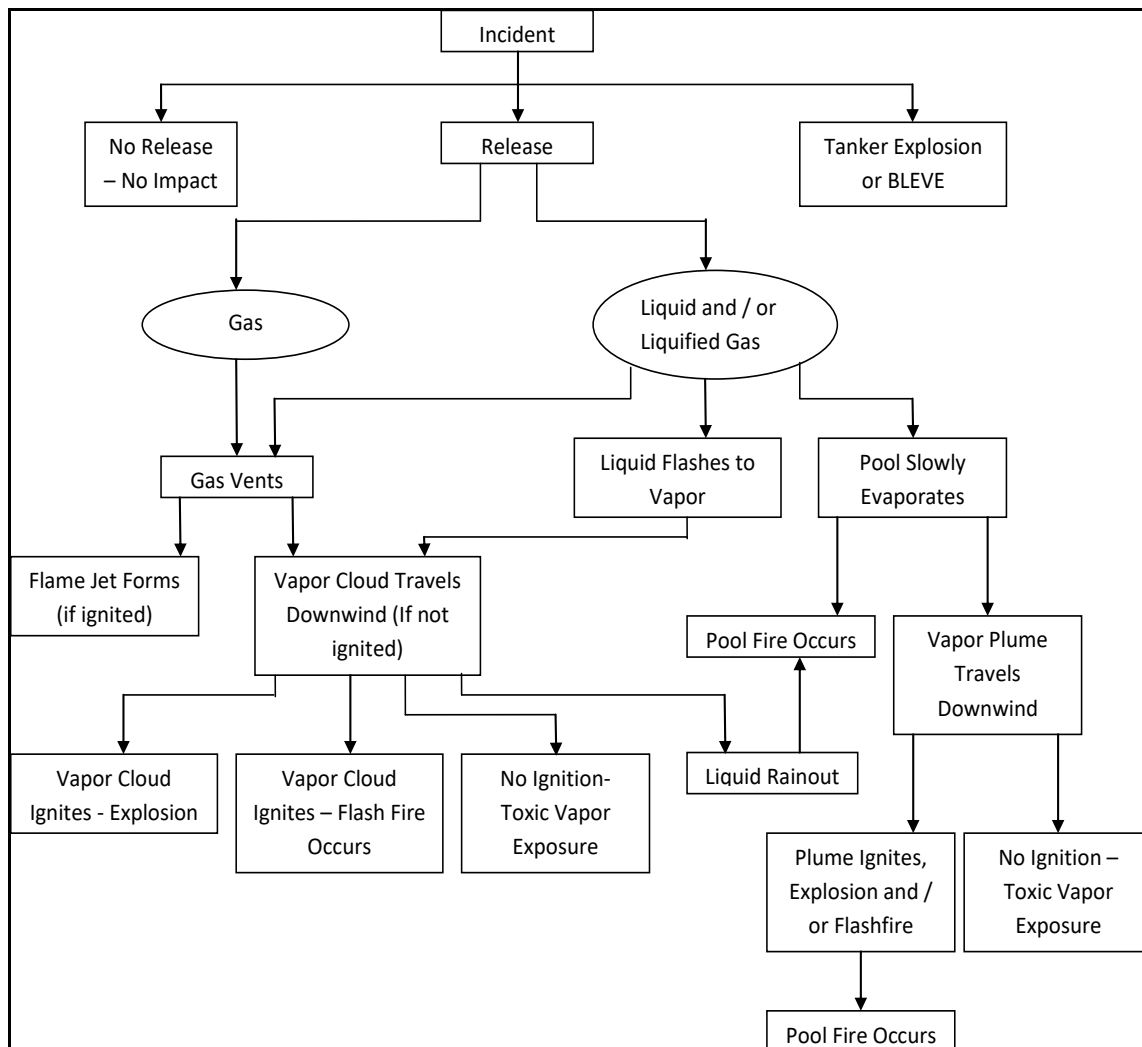 Incident
No Release
– No Impact
Release
Tanker Explosion
or BLEVE
Gas
Liquid and / or
Liquified Gas
Gas Vents
Liquid Flashes to
Vapor
Pool Slowly
Evaporates
Flame Jet Forms
(if ignited)
Vapor Cloud Travels
Downwind (If not
ignited)
Pool Fire Occurs
Vapor Plume
Travels
Downwind
Vapor Cloud
Ignites - Explosion
Vapor Cloud
Ignites – Flash Fire
Occurs
No Ignition-
Toxic Vapor
Exposure
Liquid Rainout
Plume Ignites,
Explosion and /
or Flashfire
No Ignition –
Toxic Vapor
Exposure
Pool Fire Occurs